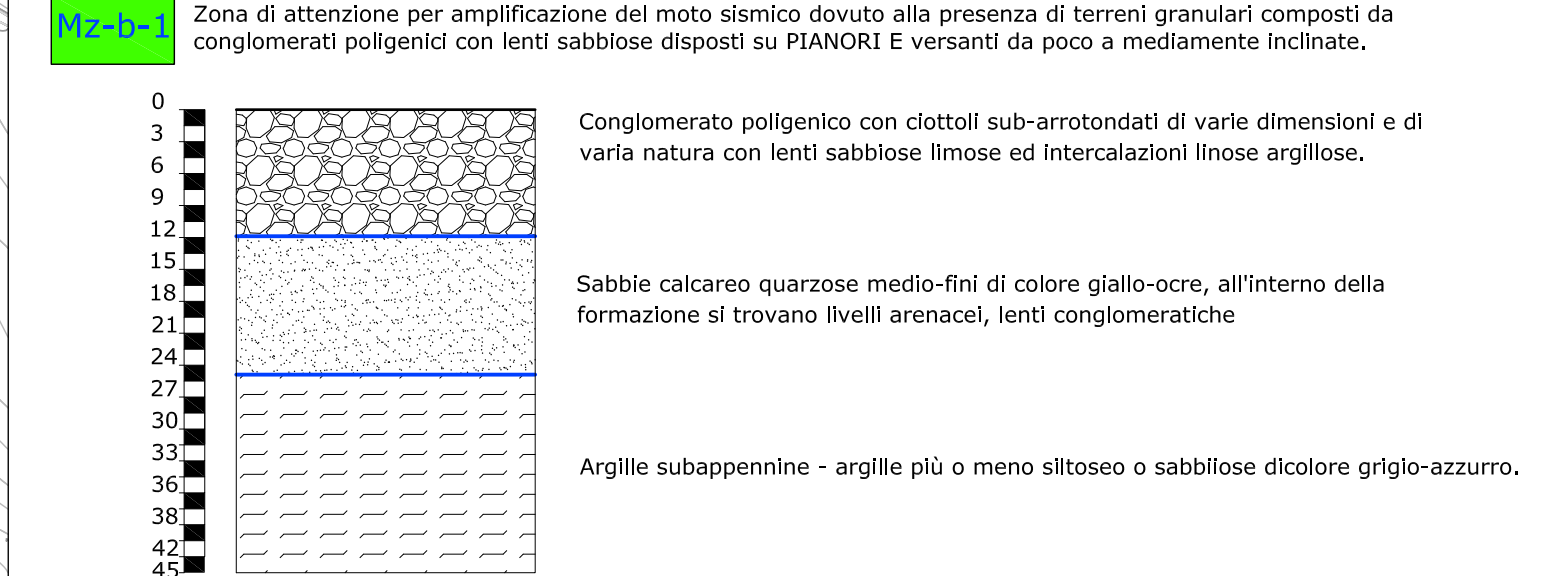 Mz-b-1
Zona di attenzione per amplificazione del moto sismico dovuto alla presenza di terreni granulari composti da
conglomerati poligenici con lenti sabbiose disposti su PIANORI E versanti da poco a mediamente inclinate.
0
3
6
9
12
15
18
21
24
27
30
33
36
38
42
45
Conglomerato poligenico con ciottoli sub-arrotondati di varie dimensioni e di
varia natura con lenti sabbiose limose ed intercalazioni linose argillose.
Sabbie calcareo quarzose medio-fini di colore giallo-ocre, all'interno della
formazione si trovano livelli arenacei, lenti conglomeratiche
Argille subappennine - argille più o meno siltoseo o sabbiiose dicolore grigio-azzurro.